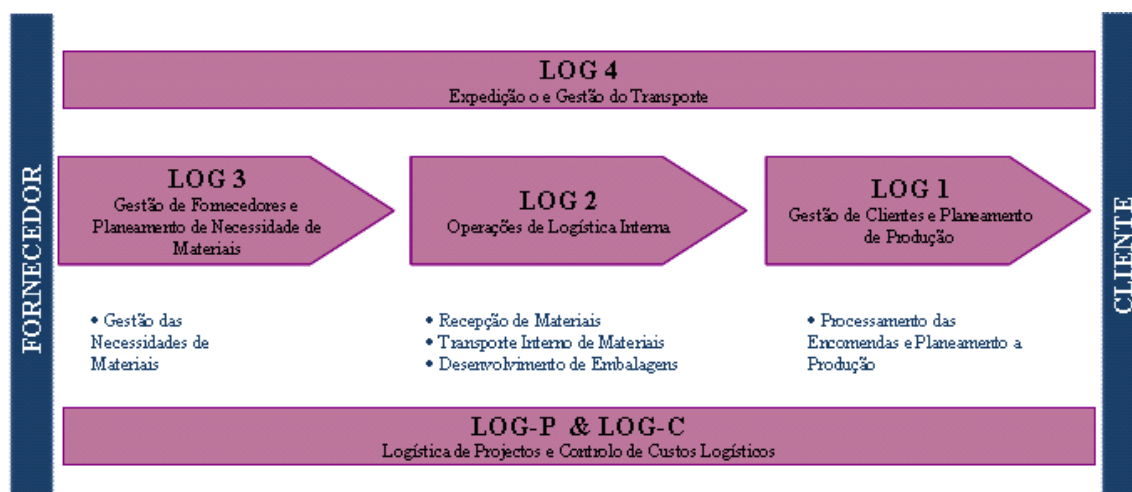 FORNECEDOR
LOG 4
Expedição o e Gestão do Transporte
LOG 3
Gestão de Fornecedores e
Planeamento de Necessidade de
Materiais
LOG 2
Operações de Logística Interna
LOG 1
Gestão de Clientes e Planeamento
de Produção
• Gestão das
Necessidades de
Materiais
• Recepção de Materiais
• Transporte Interno de Materiais
• Desenvolvimento de Embalagens
• Processamento das
Encomendas e Planeamento a
Produção
LOG-P & LOG-C
Logística de Projectos e Controlo de Custos Logísticos
CLIENTE